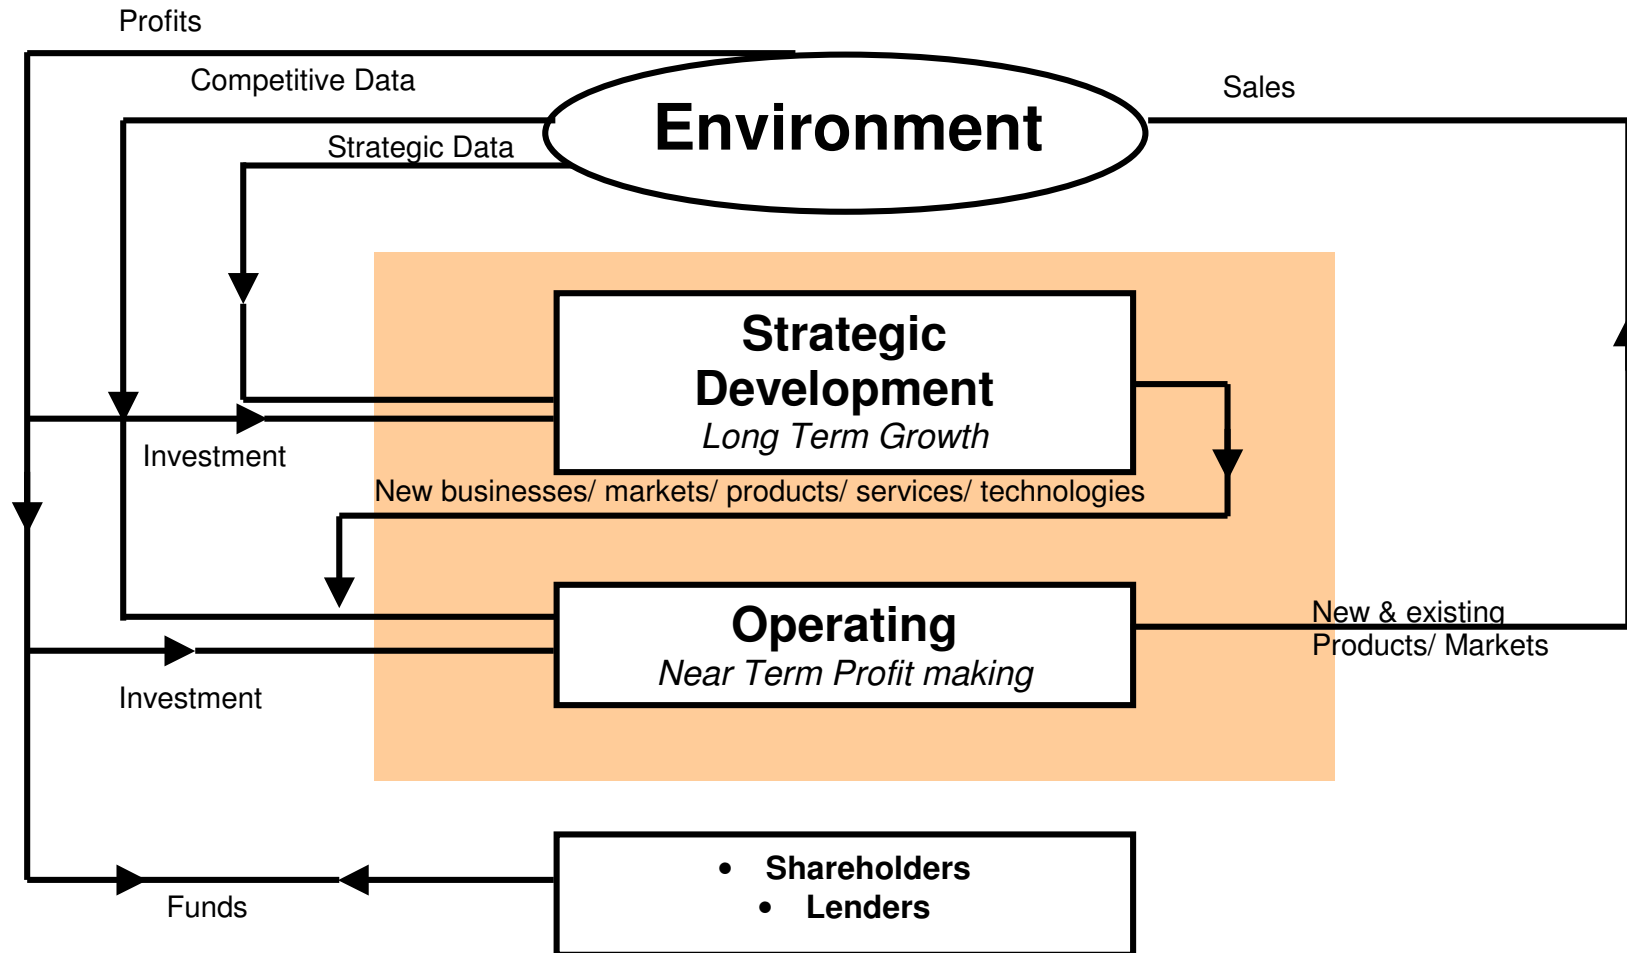 Profits
Competitive Data
Environment
Sales
Strategic Data
Strategic
Development
Long Term Growth
Investment
New businesses/ markets/ products/ services/ technologies
Operating
Near Term Profit making
New & existing
Products/ Markets
Investment
• Shareholders
• Lenders
Funds